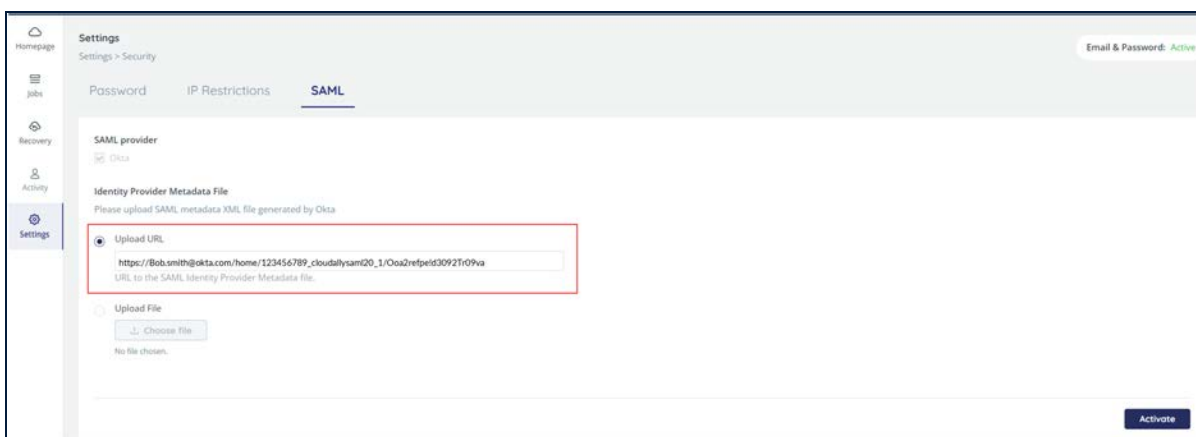 Homepage
Jobs
Recovery
Activity
Settings
Settings
Settings > Security
Email & Password: Active
Password IP Restrictions SAML
SAML provider
Okta
Identity Provider Metadata File
Please upload SAML metadata XML file generated by Okta
Upload URL
https://Bob.smith@okta.com/home/123456789_cloudallysaml20_1/Ooa2refpeld3092Tr09va
URL to the SAML Identity Provider Metadata file.
Upload File
Choose file
No file chosen.
Activate